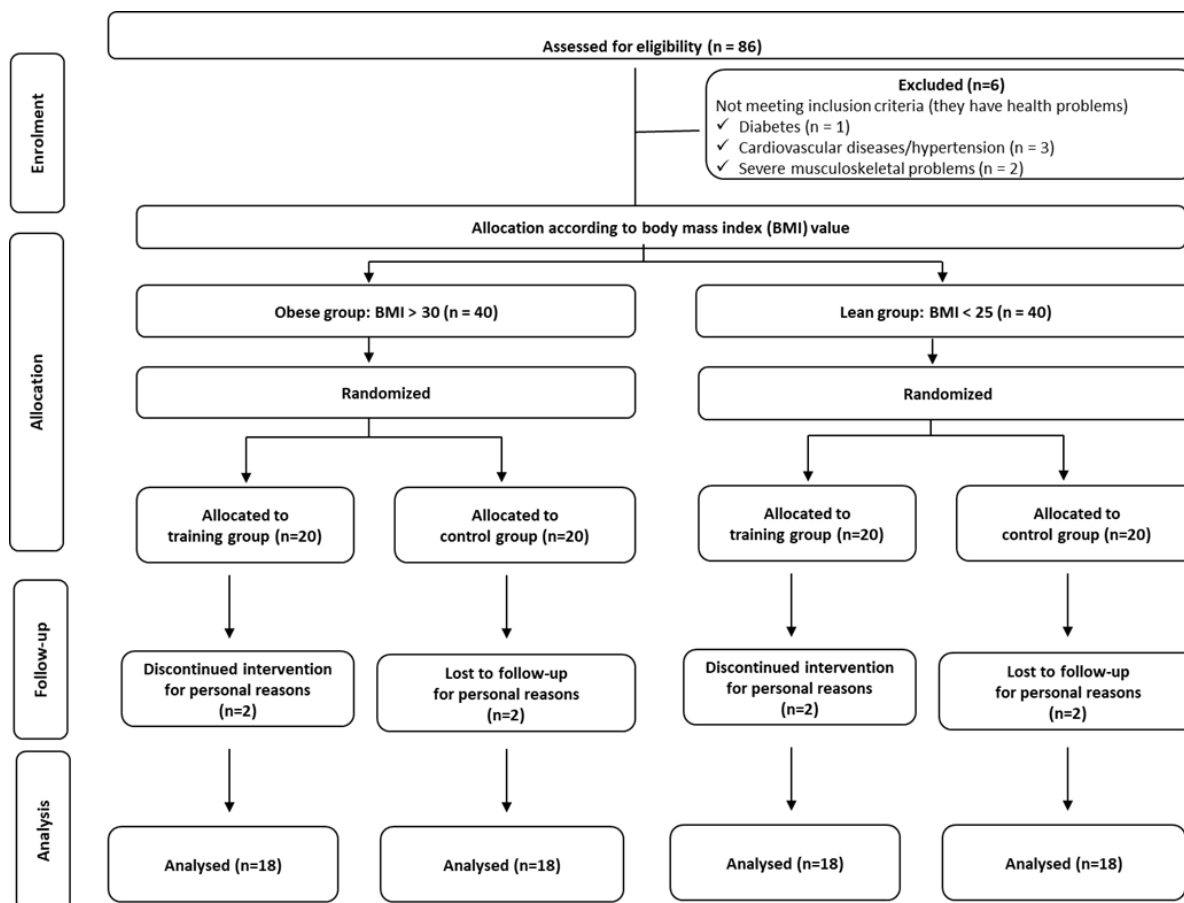 Assessed for eligibility (n = 86)
Enrolment
Excluded (n=6)
Not meeting inclusion criteria (they have health problems)
✓ Diabetes (n = 1)
✓ Cardiovascular diseases/hypertension (n = 3)
✓ Severe musculoskeletal problems (n = 2)
Allocation according to body mass index (BMI) value
Allocation
Obese group: BMI > 30 (n = 40)
Lean group: BMI < 25 (n = 40)
Randomized
Randomized
Allocated to
training group (n=20)
Allocated to
control group (n=20)
Allocated to
training group (n=20)
Allocated to
control group (n=20)
Follow-up
Discontinued intervention
for personal reasons
(n=2)
Lost to follow-up
for personal reasons
(n=2)
Discontinued intervention
for personal reasons
(n=2)
Lost to follow-up
for personal reasons
(n=2)
Analysis
Analysed (n=18)
Analysed (n=18)
Analysed (n=18)
Analysed (n=18)